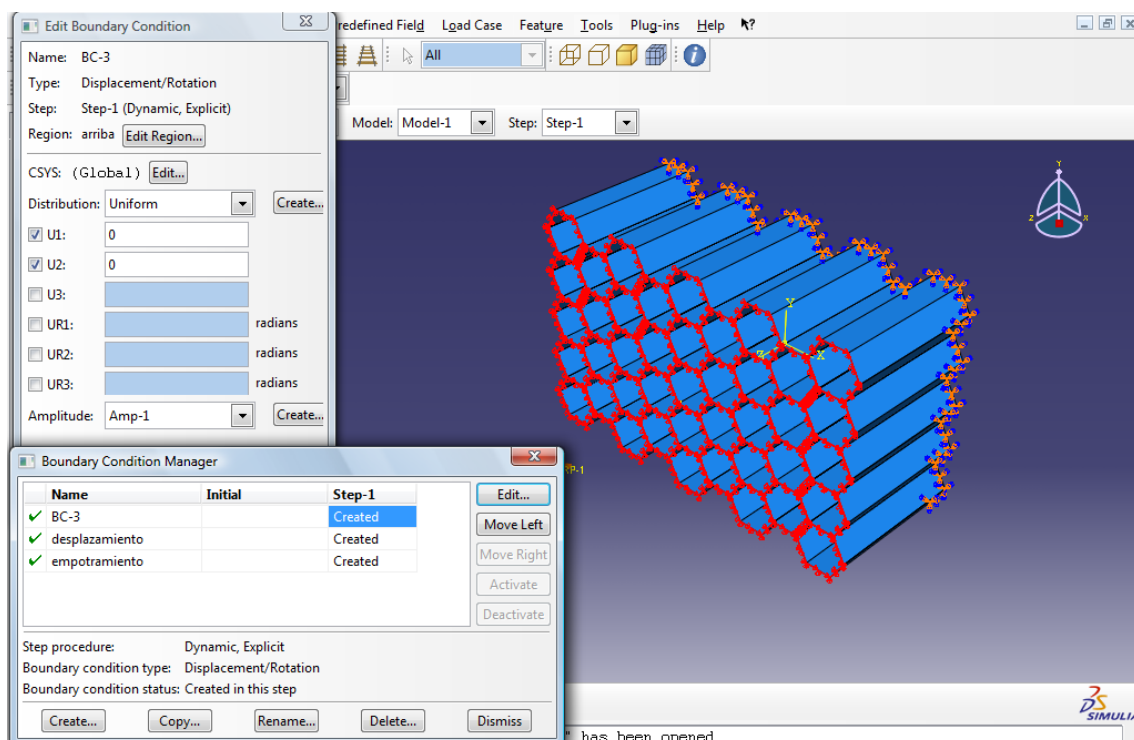 Edit Boundary Condition
redefined Field Load Case Feature Tools Plug-ins Help
Name: BC-3
All
Type: Displacement/Rotation
Step: Step-1 (Dynamic, Explicit)
Region: arriba Edit Region...
Model: Model-1 Step: Step-1
CSYS: (Global) Edit...
Distribution: Uniform Create...
U1: 0
U2: 0
U3:
UR1: radians
UR2: radians
UR3: radians
Amplitude: Amp-1 Create...
Y
Z X
Y
Z X
Boundary Condition Manager
RP-1
Name Initial Step-1
BC-3 Created
desplazamiento Created
empotramiento Created
Edit...
Move Left
Move Right
Activate
Deactivate
Step procedure: Dynamic, Explicit
Boundary condition type: Displacement/Rotation
Boundary condition status: Created in this step
Create... Copy... Rename... Delete... Dismiss
DS SIMULIA
" has been opened.